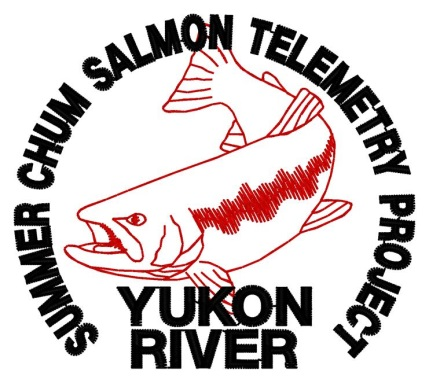 SUMMER CHUM SALMON TELEMETRY PROJECT
YUKON
RIVER